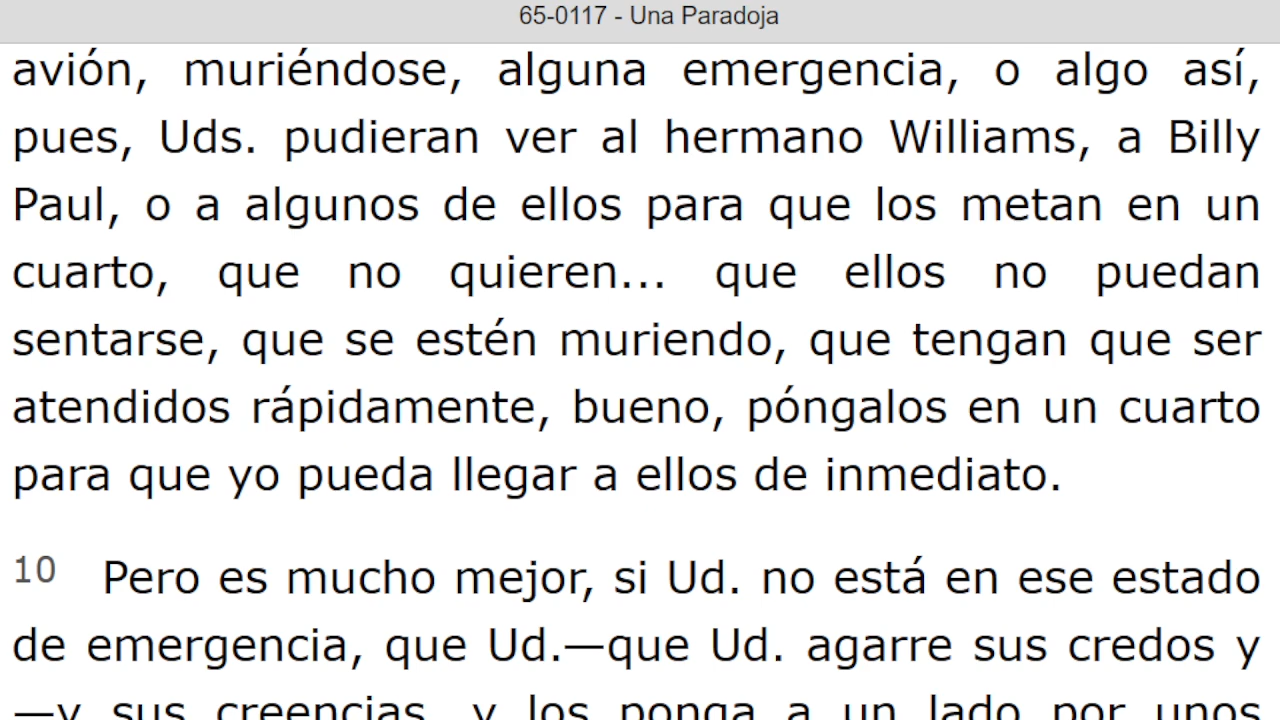 65-0117 - Una Paradoja
avión, muriéndose, alguna emergencia, o algo así,
pues, Uds. pudieran ver al hermano Williams, a Billy
Paul, o a algunos de ellos para que los metan en un
cuarto, que no quieren... que ellos no puedan
sentarse, que se estén muriendo, que tengan que ser
atendidos rápidamente, bueno, póngalos en un cuarto
para que yo pueda llegar a ellos de inmediato.
10 Pero es mucho mejor, si Ud. no está en ese estado
de emergencia, que Ud.—que Ud. agarre sus credos y
—y sus creencias, y los ponga a un lado por unos